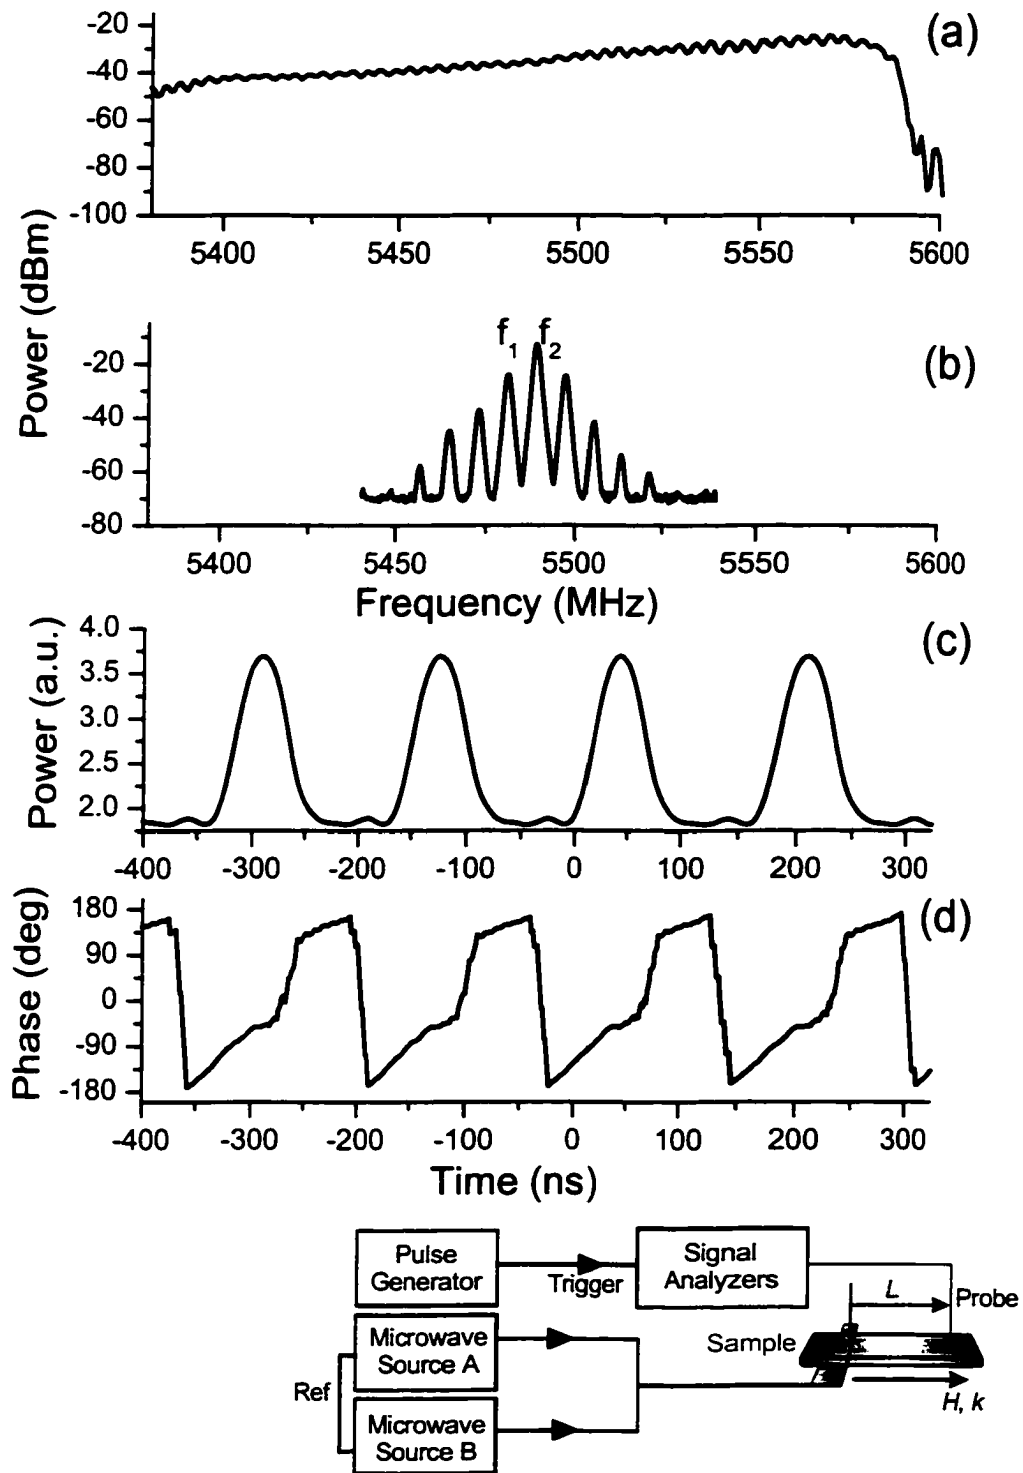 (a)
-20
-40
-60
-80
-100
5400 5450 5500 5550 5600
Power (dBm)
(b)
f1 f2
-20
-40
-60
-80
5400 5450 5500 5550 5600
Frequency (MHz)
(c)
Power (a.u.)
4.0
3.5
3.0
2.5
2.0
-400 -300 -200 -100 0 100 200 300
(d)
Phase (deg)
180
90
0
-90
-180
-400 -300 -200 -100 0 100 200 300
Time (ns)
Pulse
Generator
Trigger
Signal
Analyzers
L
Probe
Sample
Microwave
Source A
Ref
H, k
Microwave
Source B